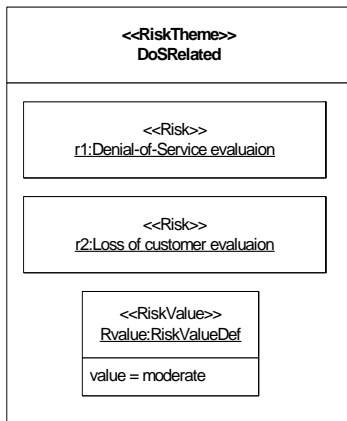 <<RiskTheme>>
DoSRelated
<<Risk>>
r1:Denial-of-Service evaluaion
<<Risk>>
r2:Loss of customer evaluaion
<<RiskValue>>
Rvalue:RiskValueDef
value = moderate